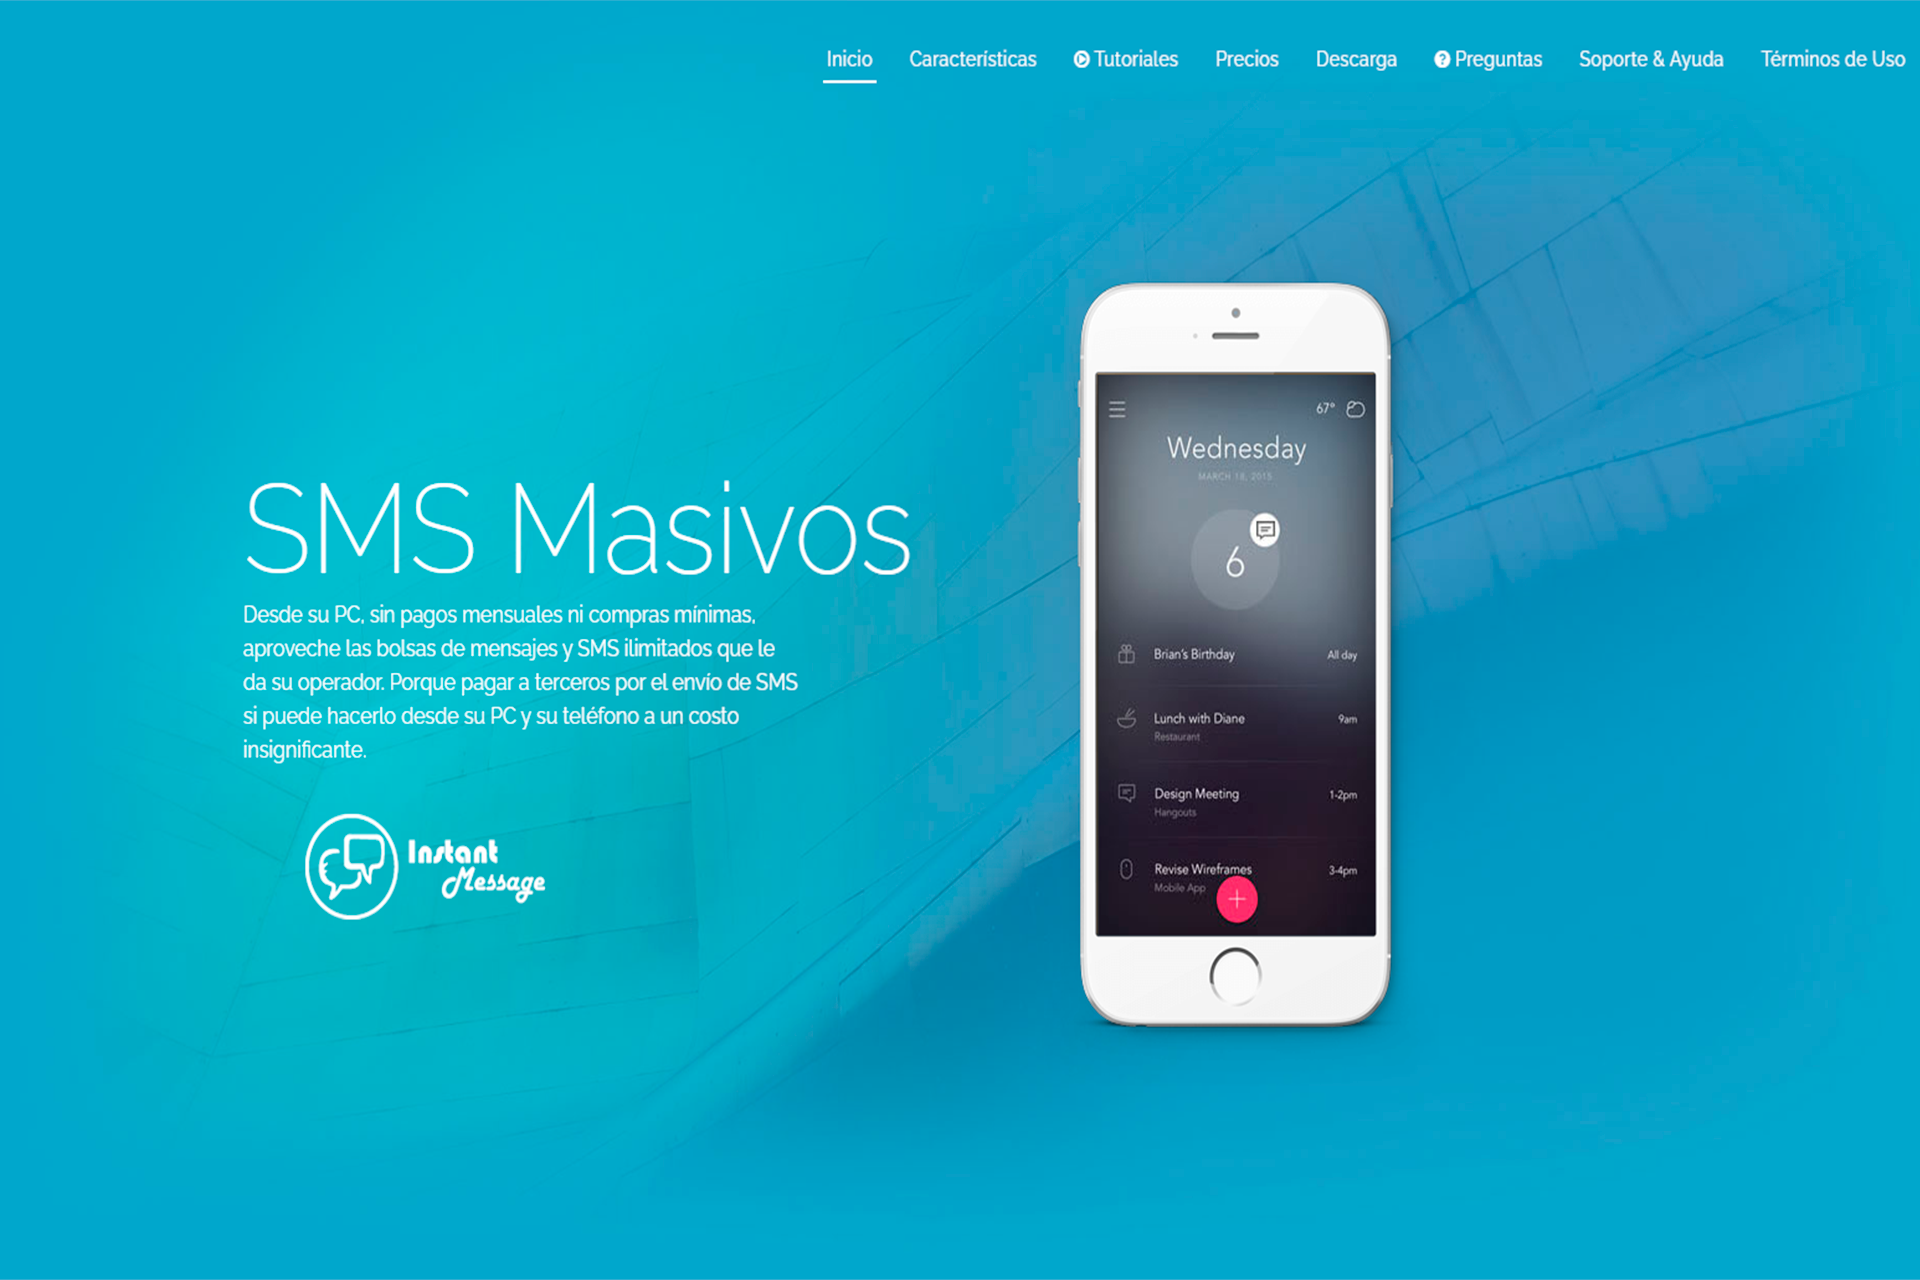 Inicio Características Tutoriales Precios Descarga Preguntas Soporte & Ayuda Términos de Uso
SMS Masivos
Desde su PC, sin pagos mensuales ni compras mínimas,
aproveche las bolsas de mensajes y SMS ilimitados que le
da su operador. Porque pagar a terceros por el envío de SMS
si puede hacerlo desde su PC y su teléfono a un costo
insignificante.
Instant
Message
67°
Wednesday
MARCH 18, 2015
6
Brian's Birthday All day
Lunch with Diane 9am
Restaurant
Design Meeting 1-2pm
Hangouts
Revise Wireframes 3-4pm
Mobile App